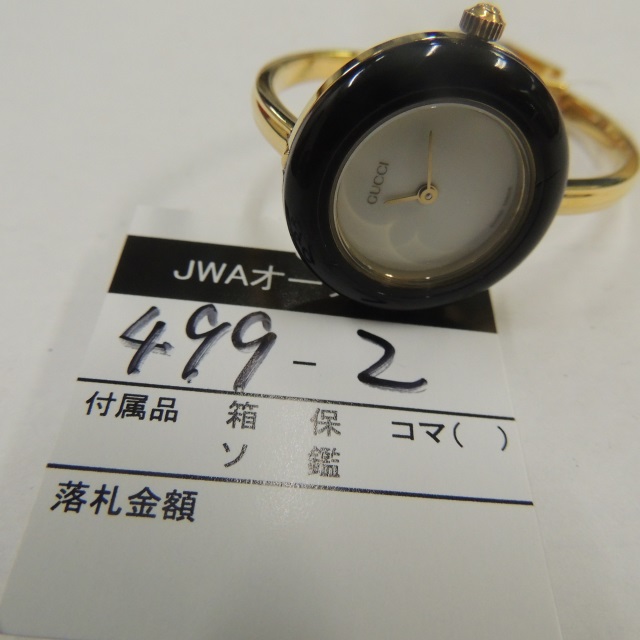 GUCCI
JWAオー
499-2
付属品 箱 保 コマ( )
ソ 鑑
落札金額